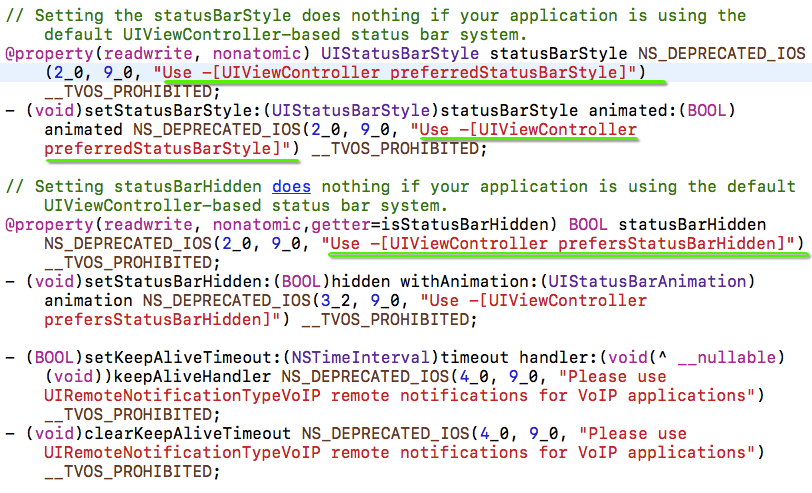 // Setting the statusBarStyle does nothing if your application is using the
default UIViewController-based status bar system.
@property(readwrite, nonatomic) UIStatusBarStyle statusBarStyle NS_DEPRECATED_IOS
(2_0, 9_0, "Use -[UIViewController preferredStatusBarStyle]")
__TVOS_PROHIBITED;
- (void)setStatusBarStyle:(UIStatusBarStyle)statusBarStyle animated:(BOOL)
animated NS_DEPRECATED_IOS(2_0, 9_0, "Use -[UIViewController
preferredStatusBarStyle]") __TVOS_PROHIBITED;
// Setting statusBarHidden does nothing if your application is using the default
UIViewController-based status bar system.
@property(readwrite, nonatomic,getter=isStatusBarHidden) BOOL statusBarHidden
NS_DEPRECATED_IOS(2_0, 9_0, "Use -[UIViewController prefersStatusBarHidden]")
__TVOS_PROHIBITED;
- (void)setStatusBarHidden:(BOOL)hidden withAnimation:(UIStatusBarAnimation)
animation NS_DEPRECATED_IOS(3_2, 9_0, "Use -[UIViewController
prefersStatusBarHidden]") __TVOS_PROHIBITED;
- (BOOL)setKeepAliveTimeout:(NSTimeInterval)timeout handler:(void(^ __nullable)
(void))keepAliveHandler NS_DEPRECATED_IOS(4_0, 9_0, "Please use
UIRemoteNotificationTypeVoIP remote notifications for VoIP applications")
__TVOS_PROHIBITED;
- (void)clearKeepAliveTimeout NS_DEPRECATED_IOS(4_0, 9_0, "Please use
UIRemoteNotificationTypeVoIP remote notifications for VoIP applications")
__TVOS_PROHIBITED;